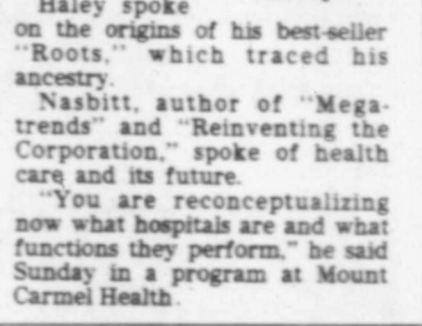 Haley spoke
on the origins of his best-seller
"Roots," which traced his
ancestry.
Nasbitt, author of "Mega-
trends" and "Reinventing the
Corporation," spoke of health
care and its future.
"You are reconceptualizing
now what hospitals are and what
functions they perform," he said
Sunday in a program at Mount
Carmel Health.